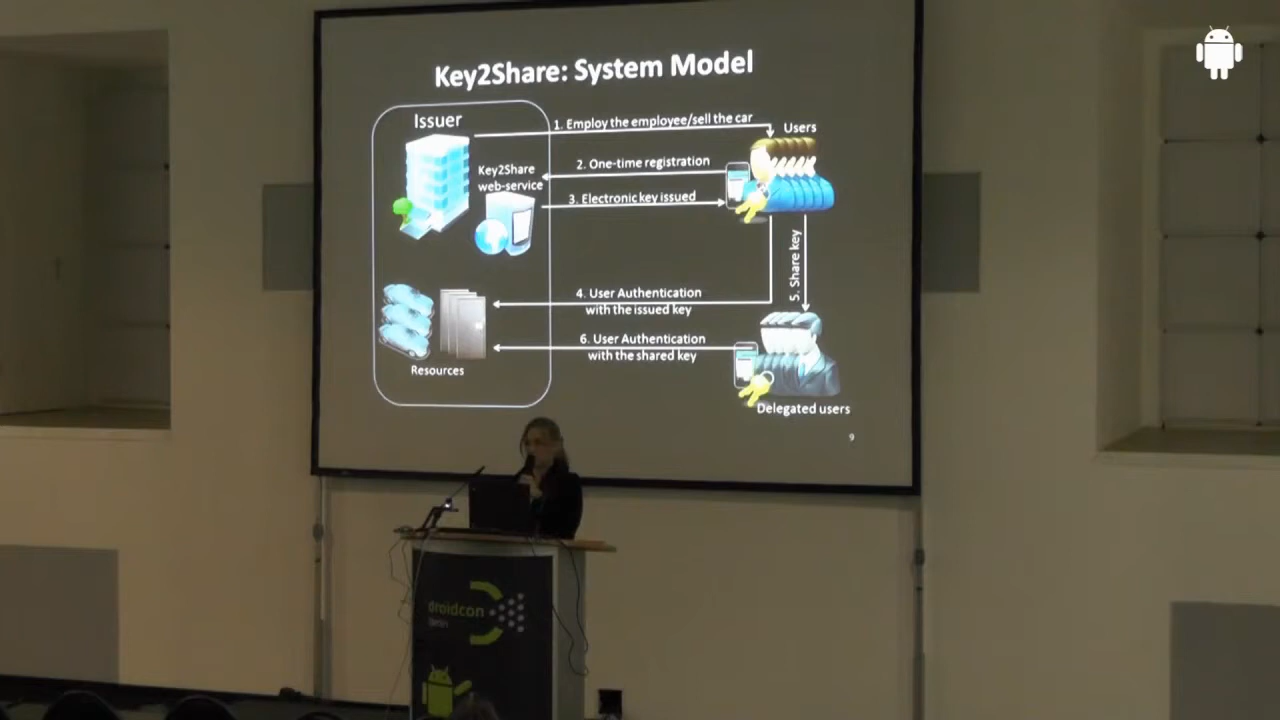 Key2Share: System Model
Issuer
1. Employ the employee/sell the car
Users
Key2Share
web-service
2. One-time registration
3. Electronic key issued
5. Share key
4. User Authentication
with the issued key
6. User Authentication
with the shared key
Resources
Delegated users
9
droidcon